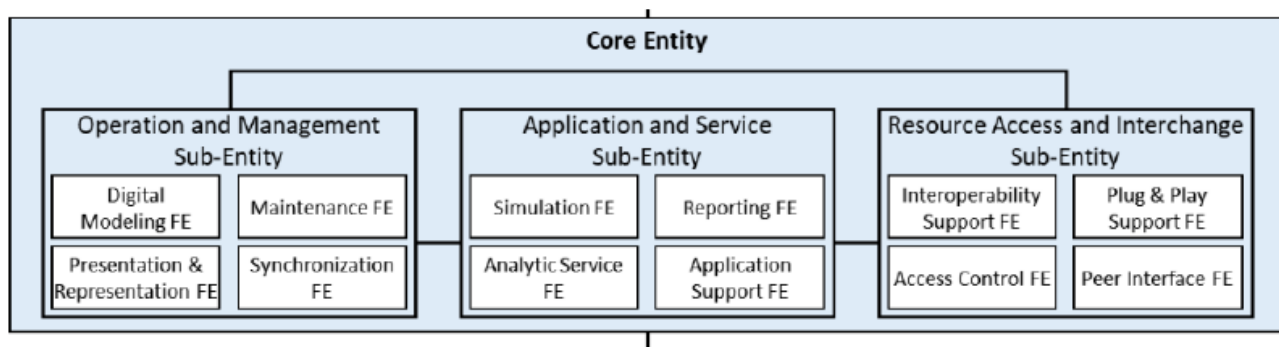 Core Entity
Operation and Management
Sub-Entity
Digital
Modeling FE
Maintenance FE
Presentation &
Representation FE
Synchronization
FE
Application and Service
Sub-Entity
Simulation FE
Reporting FE
Analytic Service
FE
Application
Support FE
Resource Access and Interchange
Sub-Entity
Interoperability
Support FE
Plug & Play
Support FE
Access Control FE
Peer Interface FE